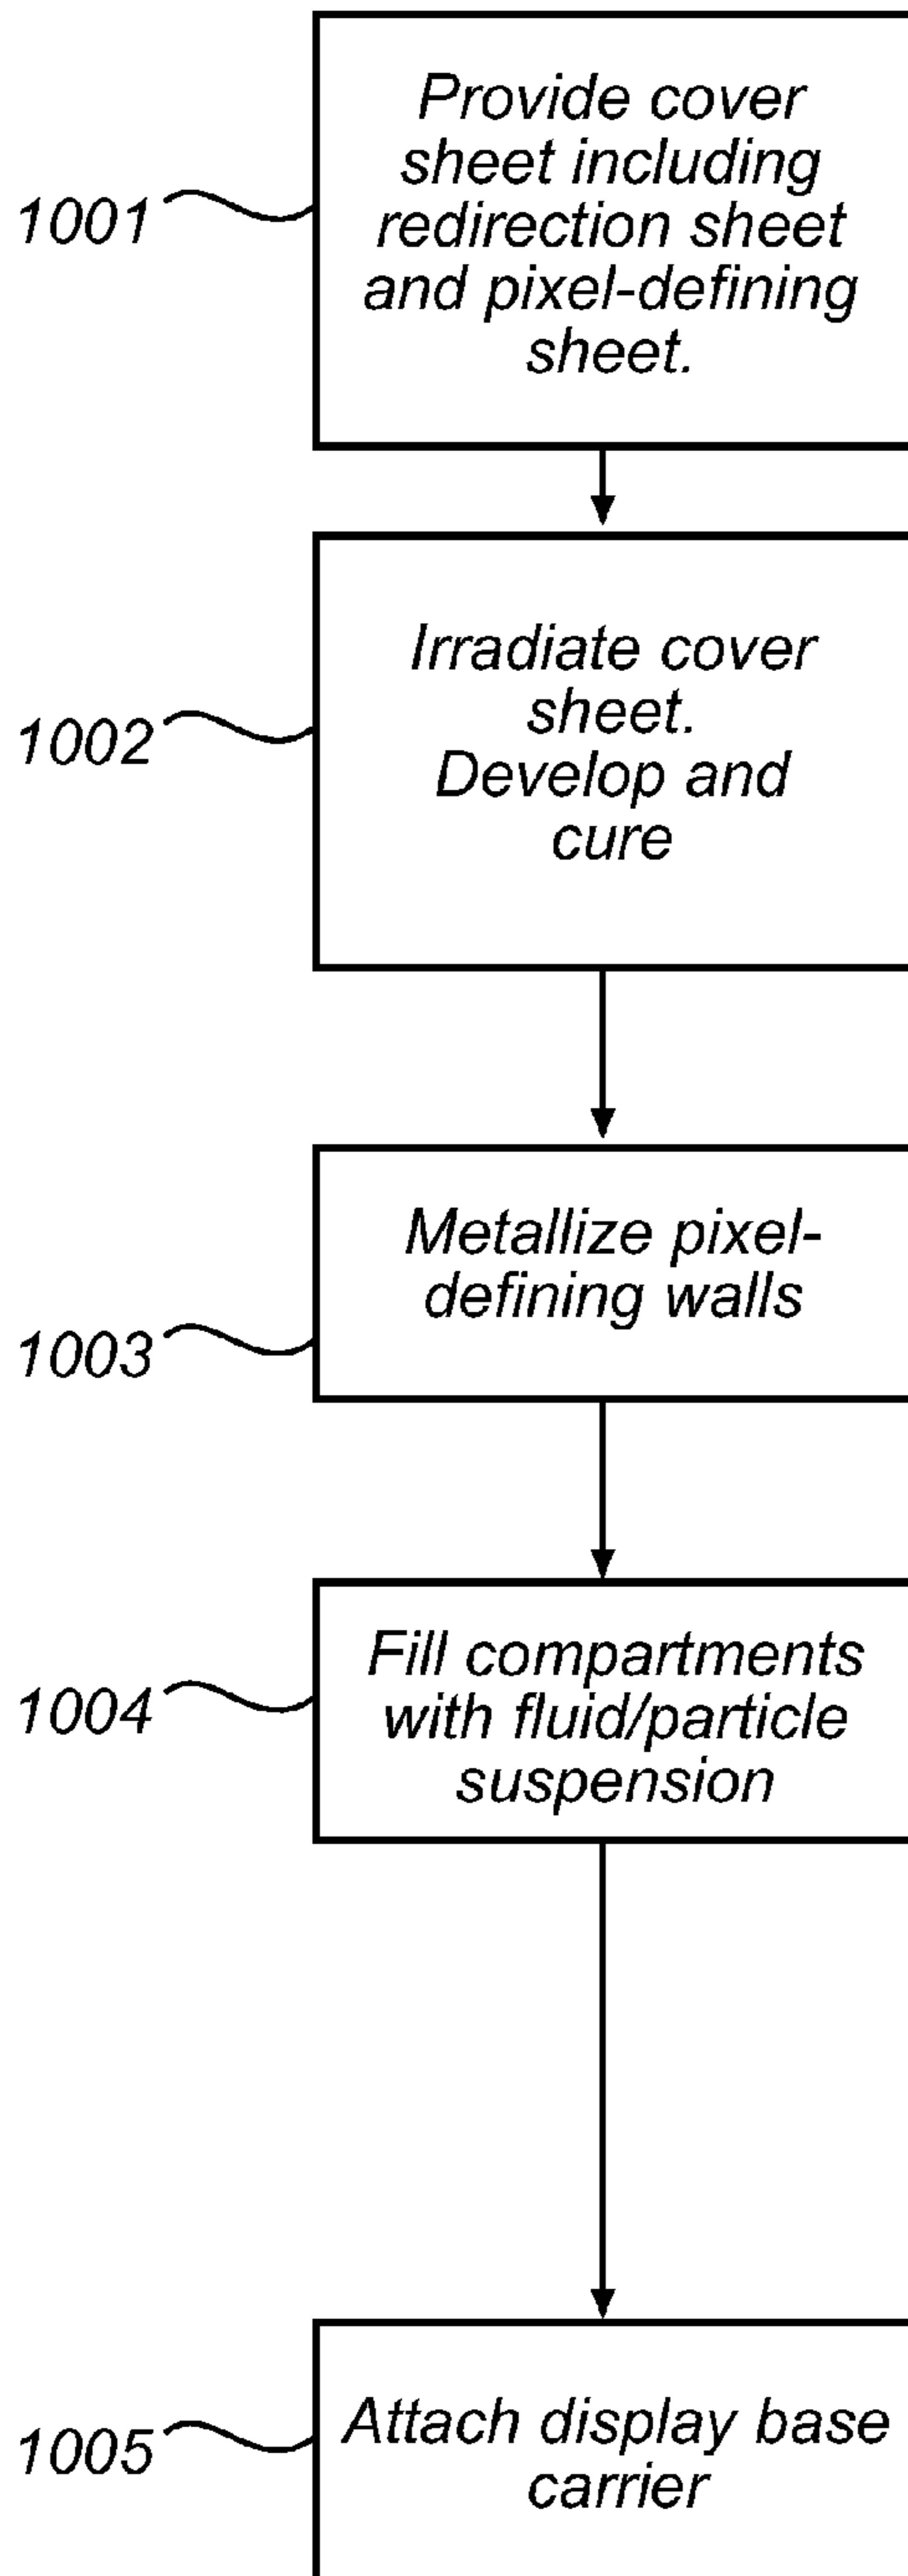 Provide cover
sheet including
redirection sheet
and pixel-defining
sheet.
1001
Irradiate cover
sheet.
Develop and
cure
1002
Metallize pixel-
defining walls
1003
Fill compartments
with fluid/particle
suspension
1004
Attach display base
carrier
1005